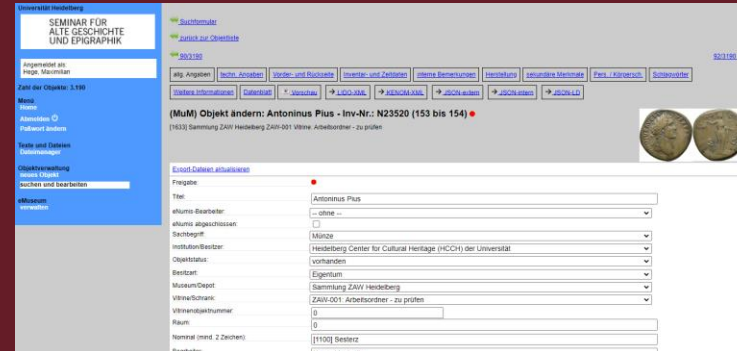 Universität Heidelberg
SEMINAR FÜR
ALTE GESCHICHTE
UND EPIGRAPHIK
Angemeldet als:
Hege, Maximilian
Zahl der Objekte: 3.190
Menü
Home
Abmelden
Paßwort ändern
Texte und Dateien
Dateimanager
Objektverwaltung
neues Objekt
suchen und bearbeiten
eMuseum
verwalten
Suchformular
zurück zur Objektliste
90/3190
92/3190
allg. Angaben techn. Angaben Vorder- und Rückseite Inventar- und Zeitdaten interne Bemerkungen Herstellung sekundäre Merkmale Pers. / Körpersch. Schlagwörter
Weitere Informationen Datenblatt Vorschau LIDO-XML KENOM-XML JSON-extern JSON-intern JSON-LD
(MuM) Objekt ändern: Antoninus Pius - Inv-Nr.: N23520 (153 bis 154)
[1633] Sammlung ZAW Heidelberg ZAW-001 Vitrine: Arbeitsordner - zu prüfen
Export-Dateien aktualisieren
Freigabe:
Titel: Antoninus Pius
eNumis-Bearbeiter: -- ohne --
eNumis abgeschlossen:
Sachbegriff: Münze
Institution/Besitzer: Heidelberg Center for Cultural Heritage (HCCH) der Universität
Objektstatus: vorhanden
Besitzart: Eigentum
Museum/Depot: Sammlung ZAW Heidelberg
Vitrine/Schrank: ZAW-001: Arbeitsordner - zu prüfen
Vitrinenobjektnummer: 0
Raum: 0
Nominal (mind. 2 Zeichen): [1100] Sesterz